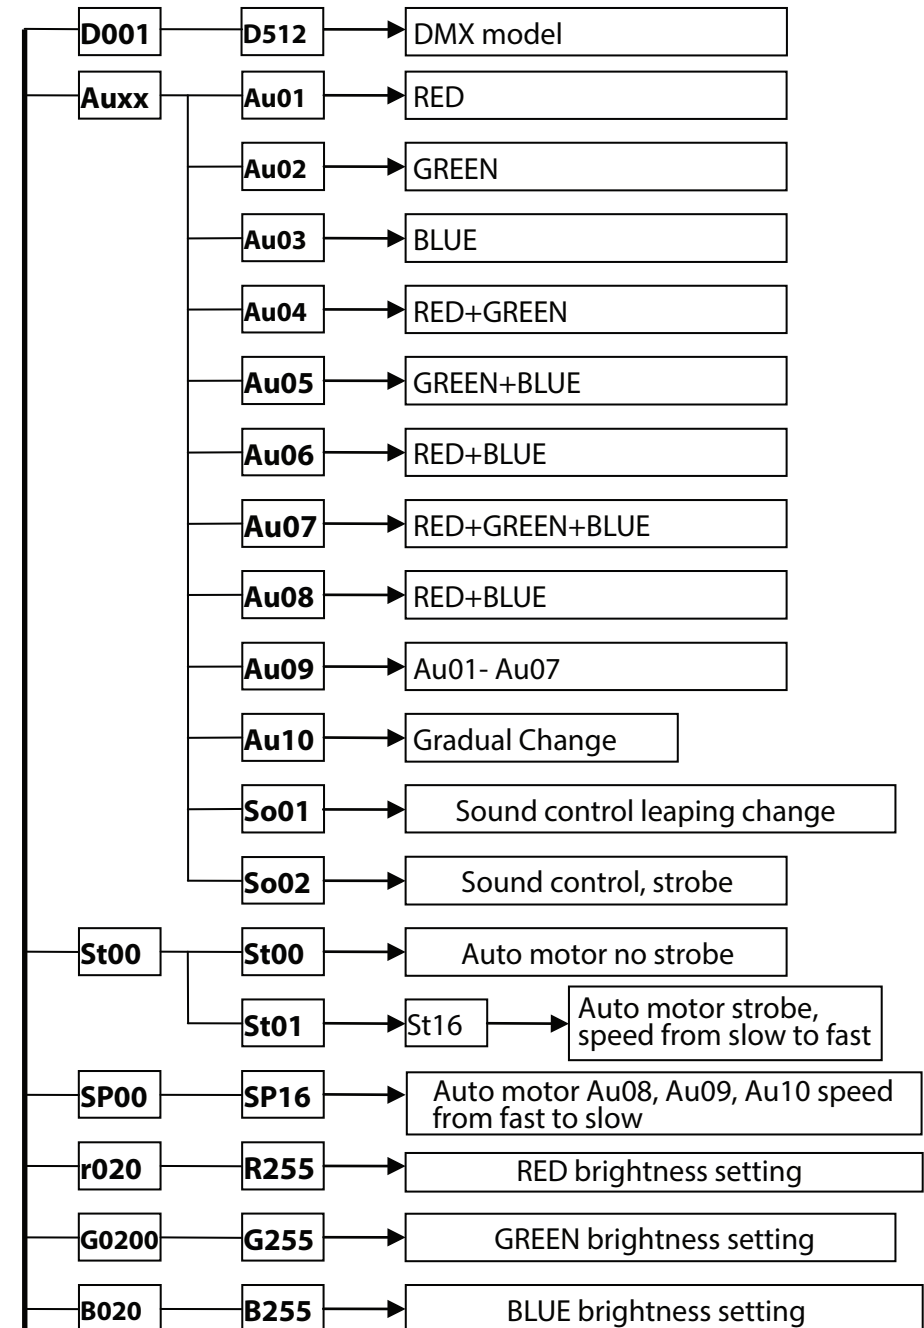 D001 D512 DMX model
Auxx Au01 RED
Au02 GREEN
Au03 BLUE
Au04 RED+GREEN
Au05 GREEN+BLUE
Au06 RED+BLUE
Au07 RED+GREEN+BLUE
Au08 RED+BLUE
Au09 Au01- Au07
Au10 Gradual Change
So01 Sound control leaping change
So02 Sound control, strobe
St00 St00 Auto motor no strobe
St01 St16 Auto motor strobe,
speed from slow to fast
SP00 SP16 Auto motor Au08, Au09, Au10 speed
from fast to slow
r020 R255 RED brightness setting
G0200 G255 GREEN brightness setting
B020 B255 BLUE brightness setting